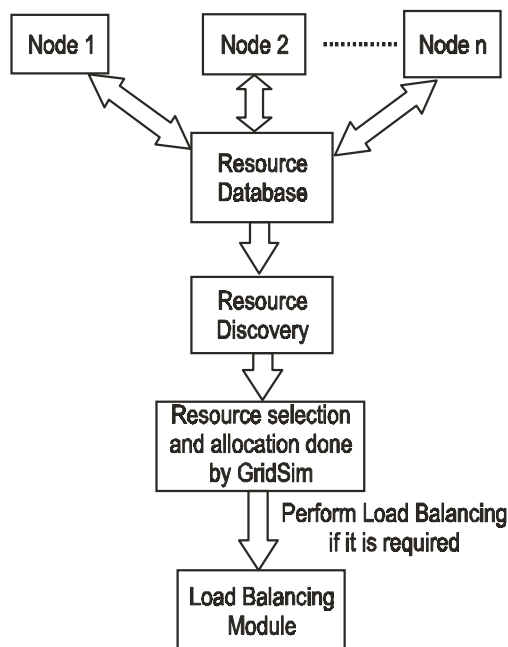 Node 1
Node 2
Node n
Resource
Database
Resource
Discovery
Resource selection
and allocation done
by GridSim
Perform Load Balancing
if it is required
Load Balancing
Module